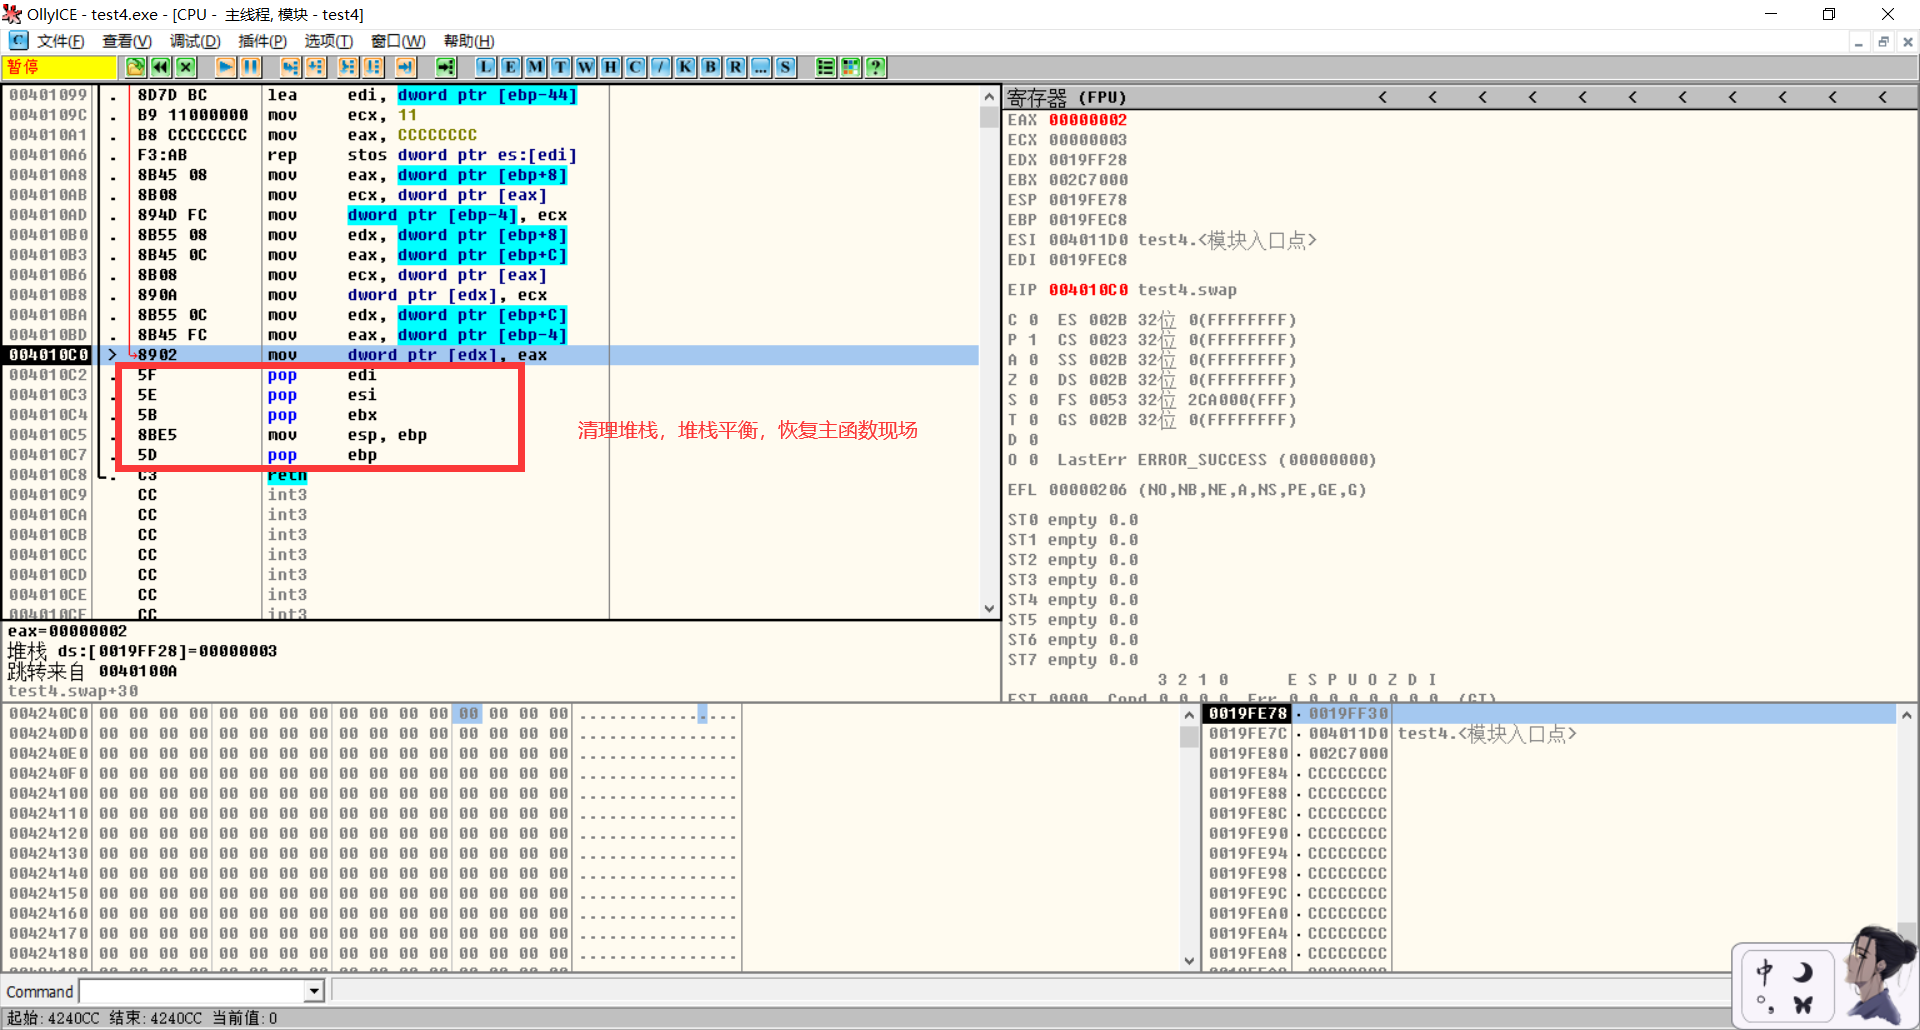 OllyICE - test4.exe - [CPU - 主线程, 模块 - test4]
文件(F) 查看(V) 调试(D) 插件(P) 选项(T) 窗口(W) 帮助(H)
暂停 L E M T W H C / K B R ... S ?
00401099 . 8D7D BC lea edi, dword ptr [ebp-44]
0040109C . B9 11000000 mov ecx, 11
004010A1 . B8 CCCCCCCC mov eax, CCCCCCCC
004010A6 . F3:AB rep stos dword ptr es:[edi]
004010A8 . 8B45 08 mov eax, dword ptr [ebp+8]
004010AB . 8B08 mov ecx, dword ptr [eax]
004010AD . 894D FC mov dword ptr [ebp-4], ecx
004010B0 . 8B55 08 mov edx, dword ptr [ebp+8]
004010B3 . 8B45 0C mov eax, dword ptr [ebp+C]
004010B6 . 8B08 mov ecx, dword ptr [eax]
004010B8 . 890A mov dword ptr [edx], ecx
004010BA . 8B55 0C mov edx, dword ptr [ebp+C]
004010BD . 8B45 FC mov eax, dword ptr [ebp-4]
004010C0 > 8902 mov dword ptr [edx], eax
004010C2 . 5F pop edi
004010C3 . 5E pop esi
004010C4 . 5B pop ebx
004010C5 . 8BE5 mov esp, ebp
004010C7 . 5D pop ebp
004010C8 . C3 retn
004010C9 CC int3
004010CA CC int3
004010CB CC int3
004010CC CC int3
004010CD CC int3
004010CE CC int3
004010CF CC int3
清理堆栈，堆栈平衡，恢复主函数现场
eax=00000002
堆栈 ds:[0019FF28]=00000003
跳转来自 0040100A
test4.swap+30
寄存器 (FPU) < < < < < < < < < < <
EAX 00000002
ECX 00000003
EDX 0019FF28
EBX 002C7000
ESP 0019FE78
EBP 0019FEC8
ESI 004011D0 test4.<模块入口点>
EDI 0019FEC8
EIP 004010C0 test4.swap
C 0 ES 002B 32位 0(FFFFFFFF)
P 1 CS 0023 32位 0(FFFFFFFF)
A 0 SS 002B 32位 0(FFFFFFFF)
Z 0 DS 002B 32位 0(FFFFFFFF)
S 0 FS 0053 32位 2CA000(FFF)
T 0 GS 002B 32位 0(FFFFFFFF)
D 0
O 0 LastErr ERROR_SUCCESS (00000000)
EFL 00000206 (NO,NB,NE,A,NS,PE,GE,G)
ST0 empty 0.0
ST1 empty 0.0
ST2 empty 0.0
ST3 empty 0.0
ST4 empty 0.0
ST5 empty 0.0
ST6 empty 0.0
ST7 empty 0.0
3 2 1 0 E S P U O Z D I
FST 0000 Cond 0 0 0 0 Err 0 0 0 0 0 0 0 0 (GT)
004240C0 00 00 00 00 00 00 00 00 00 00 00 00 00 00 00 00 ................
004240D0 00 00 00 00 00 00 00 00 00 00 00 00 00 00 00 00 ................
004240E0 00 00 00 00 00 00 00 00 00 00 00 00 00 00 00 00 ................
004240F0 00 00 00 00 00 00 00 00 00 00 00 00 00 00 00 00 ................
00424100 00 00 00 00 00 00 00 00 00 00 00 00 00 00 00 00 ................
00424110 00 00 00 00 00 00 00 00 00 00 00 00 00 00 00 00 ................
00424120 00 00 00 00 00 00 00 00 00 00 00 00 00 00 00 00 ................
00424130 00 00 00 00 00 00 00 00 00 00 00 00 00 00 00 00 ................
00424140 00 00 00 00 00 00 00 00 00 00 00 00 00 00 00 00 ................
00424150 00 00 00 00 00 00 00 00 00 00 00 00 00 00 00 00 ................
00424160 00 00 00 00 00 00 00 00 00 00 00 00 00 00 00 00 ................
00424170 00 00 00 00 00 00 00 00 00 00 00 00 00 00 00 00 ................
00424180 00 00 00 00 00 00 00 00 00 00 00 00 00 00 00 00 ................
0019FE78 . 0019FF30
0019FE7C . 004011D0 test4.<模块入口点>
0019FE80 . 002C7000
0019FE84 . CCCCCCCC
0019FE88 . CCCCCCCC
0019FE8C . CCCCCCCC
0019FE90 . CCCCCCCC
0019FE94 . CCCCCCCC
0019FE98 . CCCCCCCC
0019FE9C . CCCCCCCC
0019FEA0 . CCCCCCCC
0019FEA4 . CCCCCCCC
0019FEA8 . CCCCCCCC
中
°,
Command
起始: 4240CC 结束: 4240CC 当前值: 0